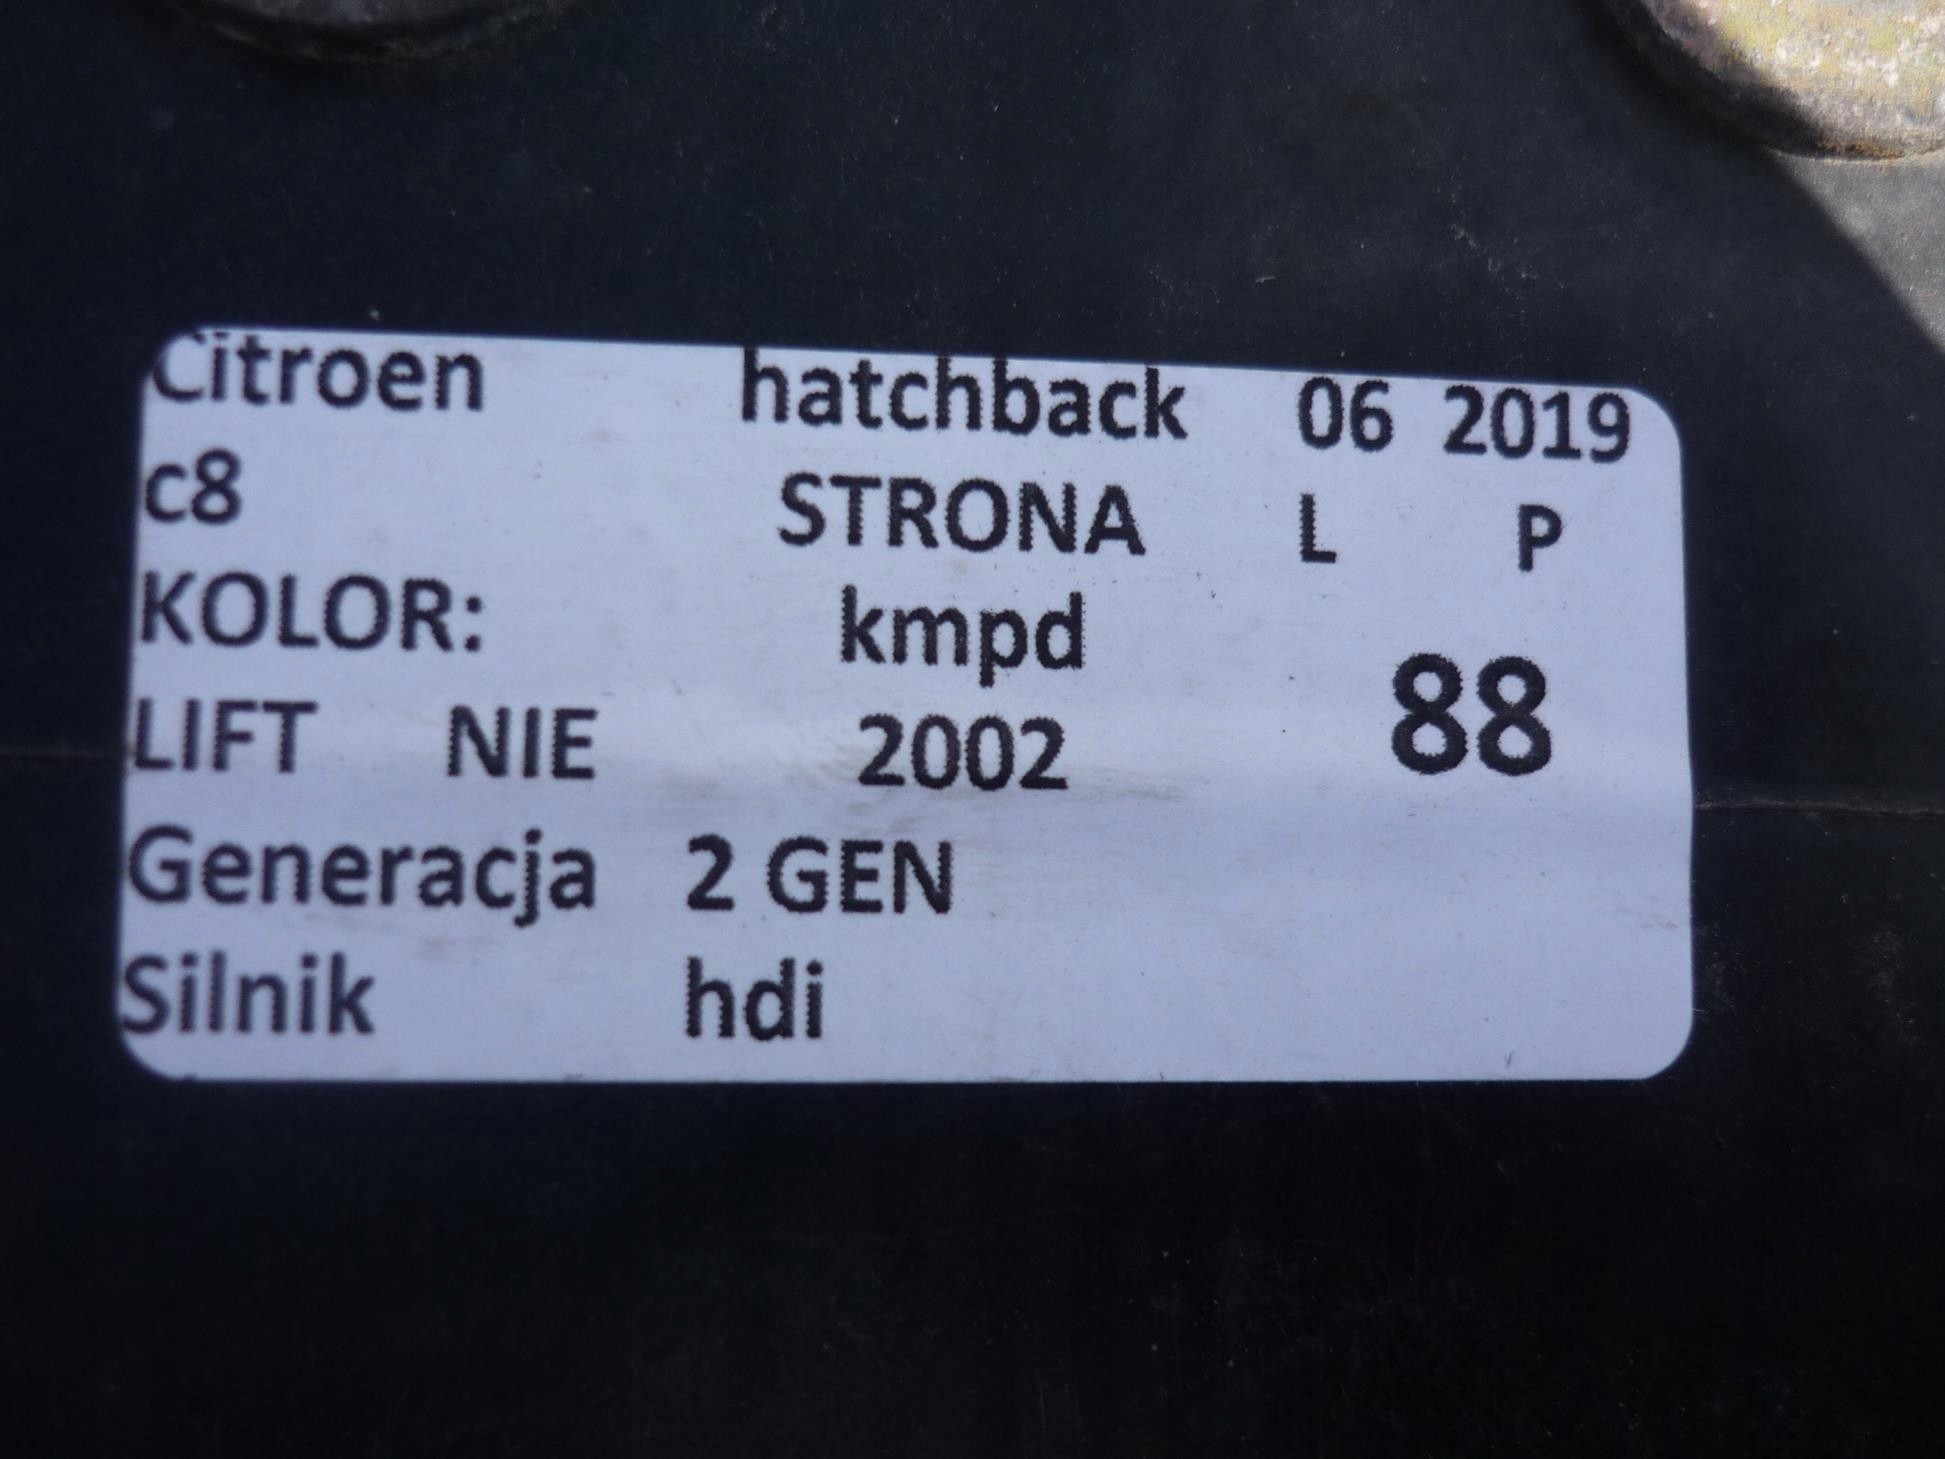 Citroen hatchback 06 2019
c8 STRONA L P
KOLOR: kmpd
LIFT NIE 2002 88
Generacja 2 GEN
Silnik hdi